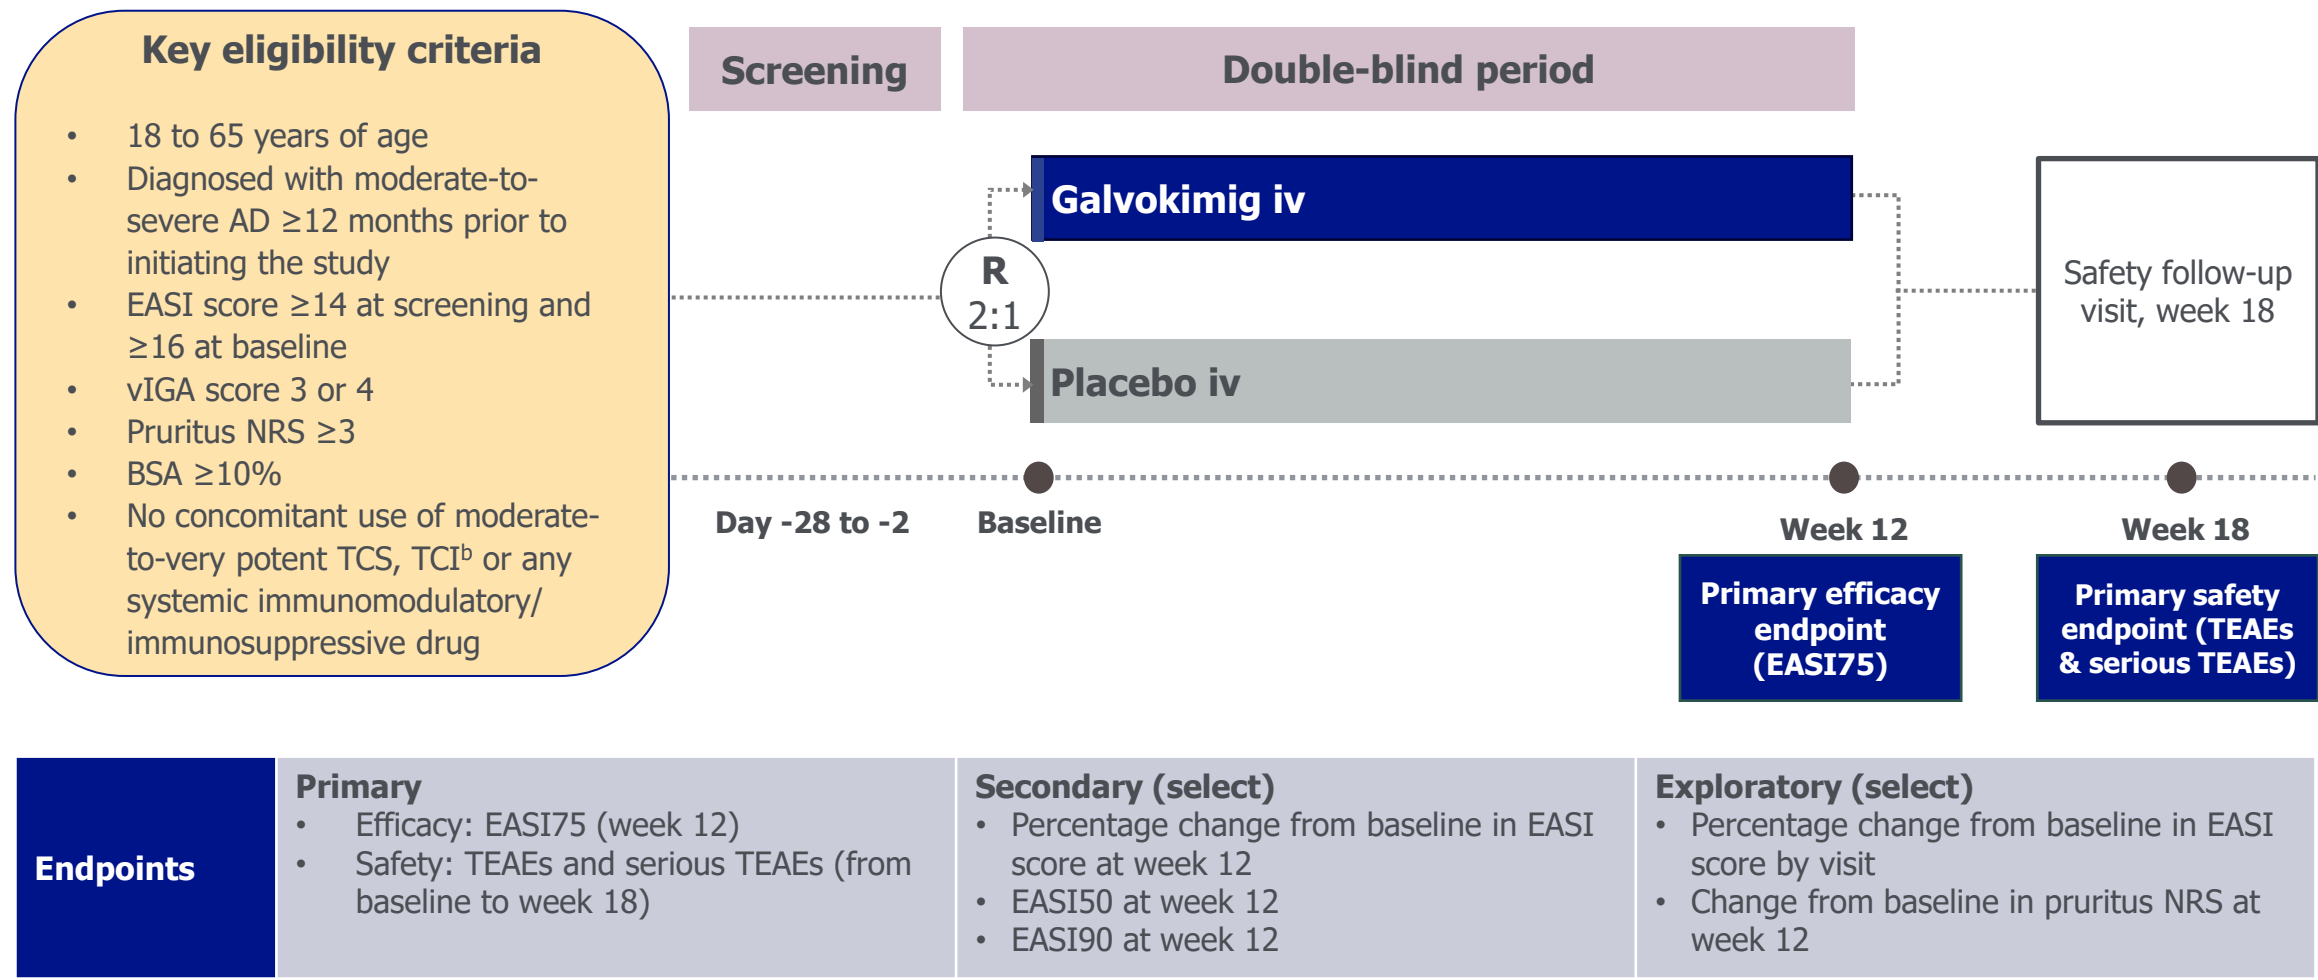 Key eligibility criteria
• 18 to 65 years of age
• Diagnosed with moderate-to-
severe AD ≥12 months prior to
initiating the study
• EASI score ≥14 at screening and
≥16 at baseline
• vIGA score 3 or 4
• Pruritus NRS ≥3
• BSA ≥10%
• No concomitant use of moderate-
to-very potent TCS, TCIᵇ or any
systemic immunomodulatory/
immunosuppressive drug
Screening
Double-blind period
R
2:1
Galvokimig iv
Placebo iv
Safety follow-up
visit, week 18
Day -28 to -2
Baseline
Week 12
Week 18
Primary efficacy
endpoint
(EASI75)
Primary safety
endpoint (TEAEs
& serious TEAEs)
Endpoints
Primary
• Efficacy: EASI75 (week 12)
• Safety: TEAEs and serious TEAEs (from
baseline to week 18)
Secondary (select)
• Percentage change from baseline in EASI
score at week 12
• EASI50 at week 12
• EASI90 at week 12
Exploratory (select)
• Percentage change from baseline in EASI
score by visit
• Change from baseline in pruritus NRS at
week 12